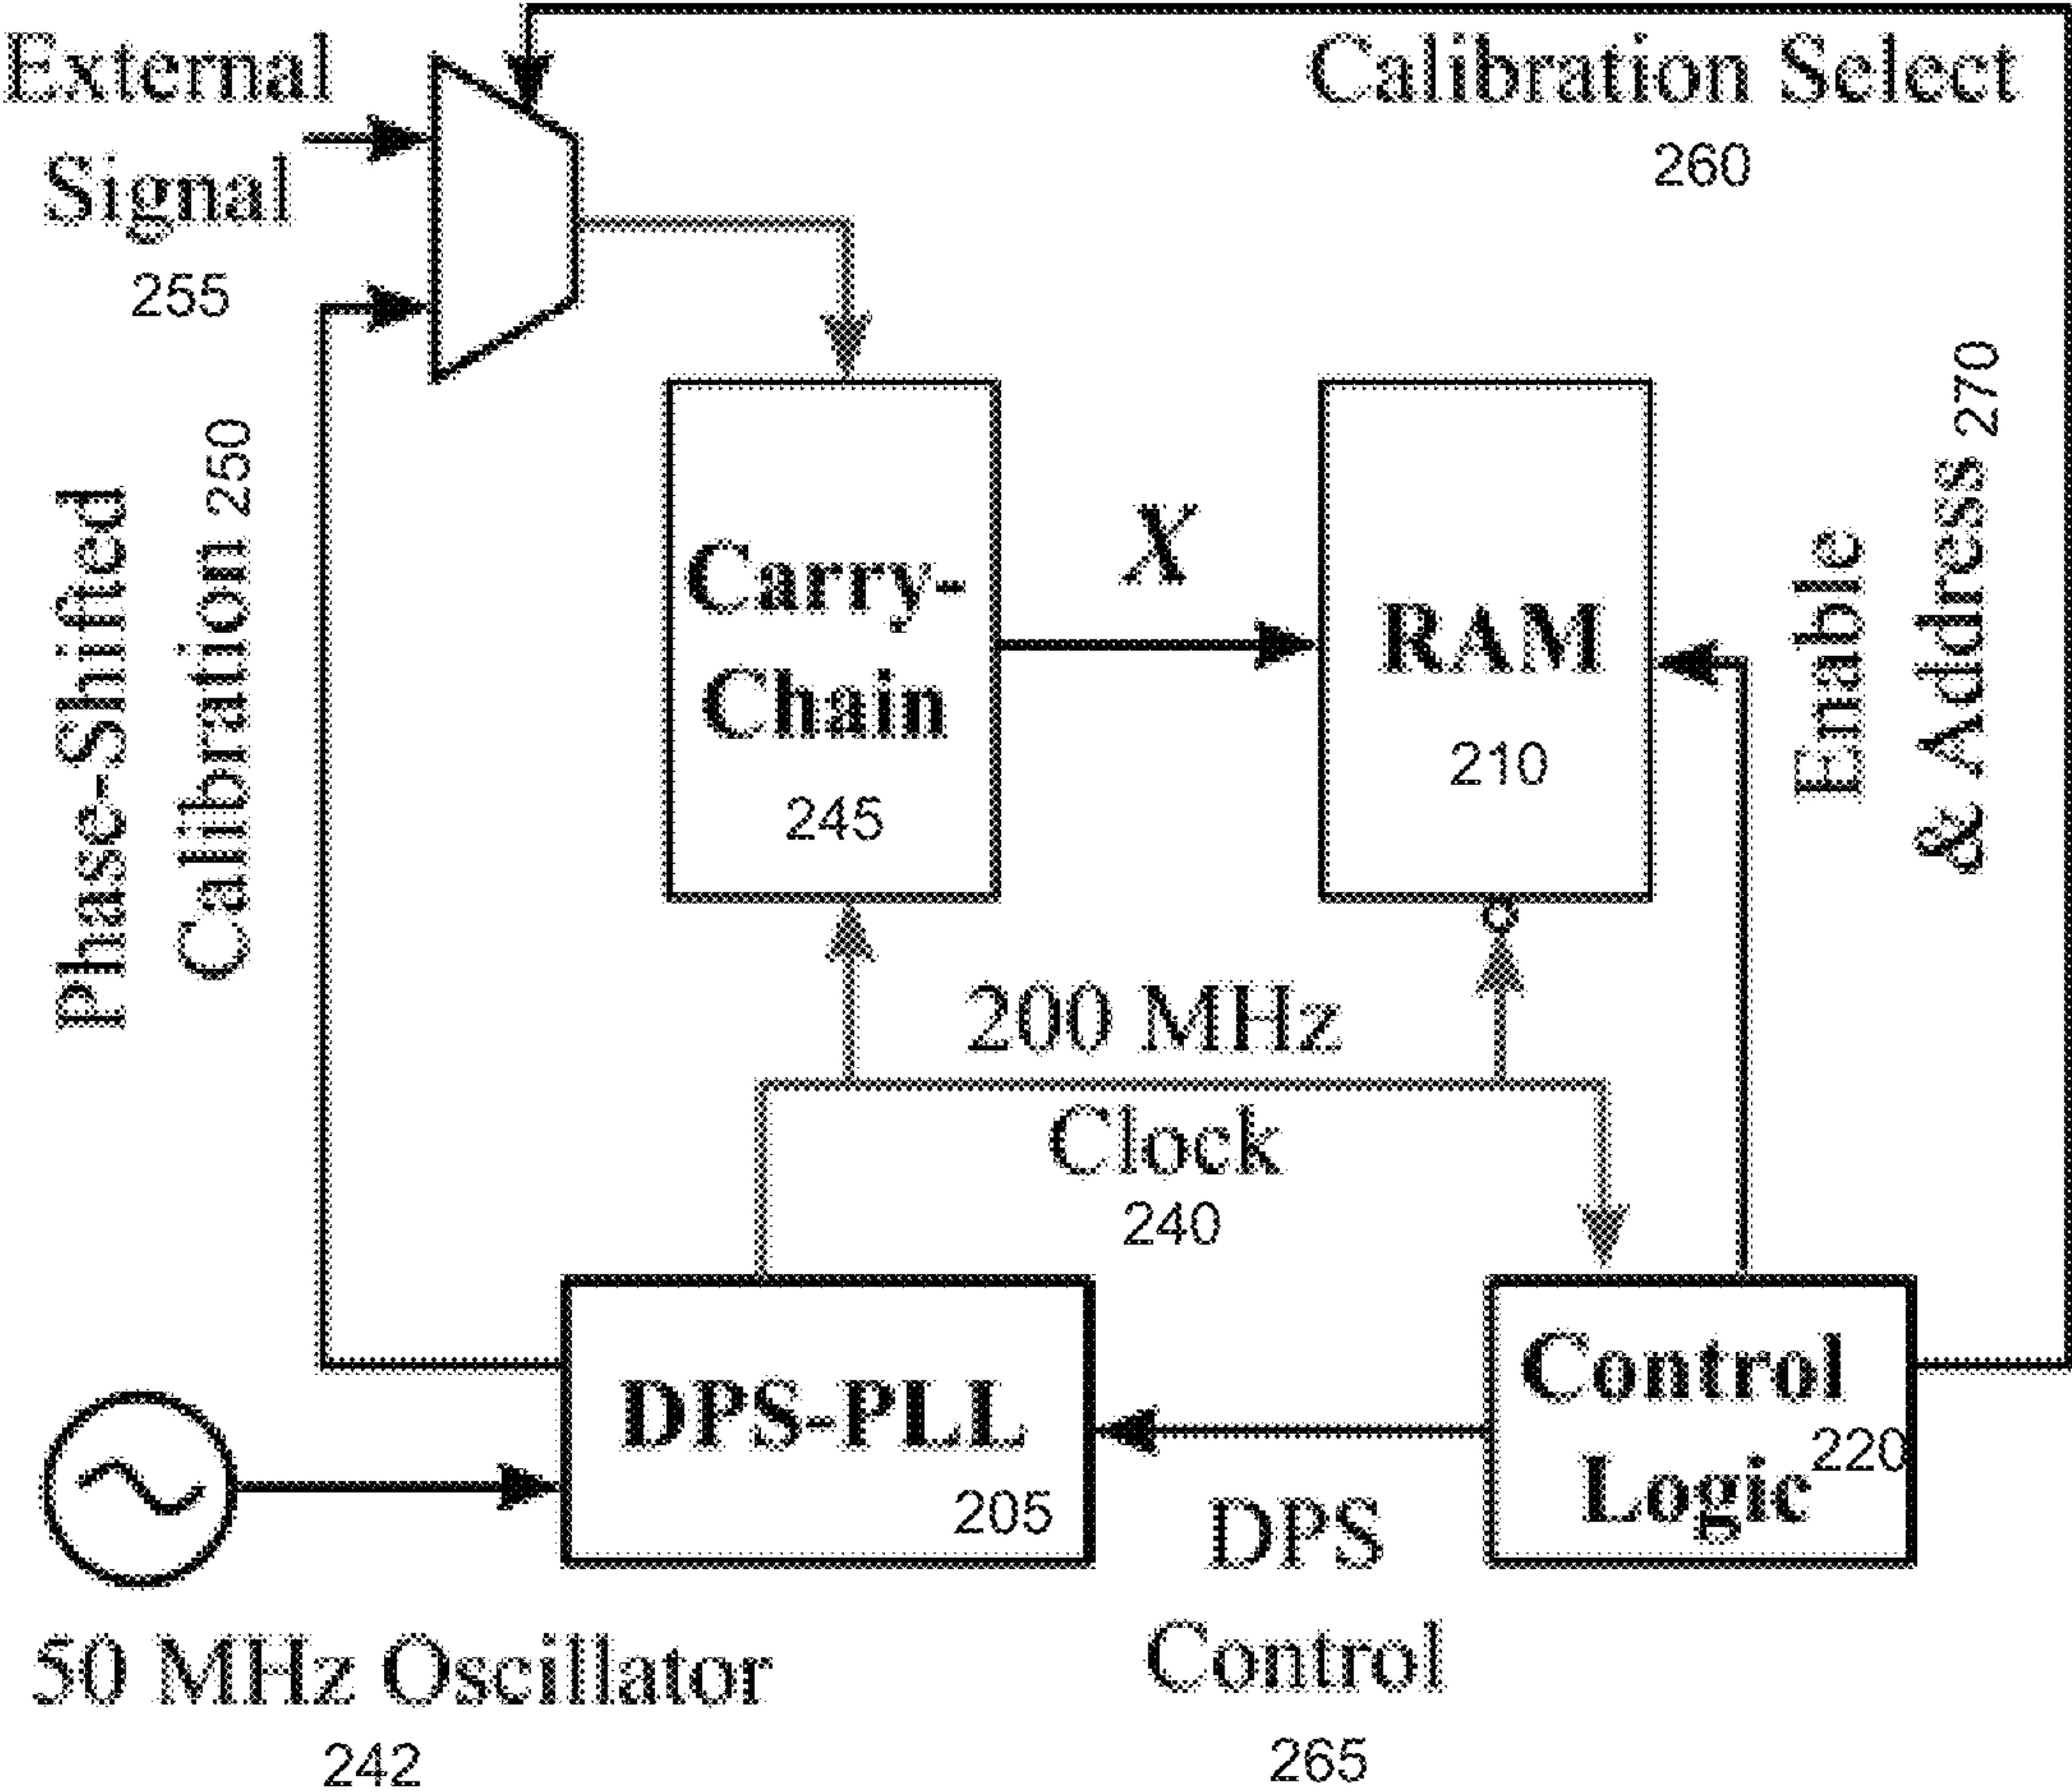 External
Signal
255
Calibration Select
260
Phase-Shifted
Calibration 250
Carry-
Chain
245
X
RAM
210
Enable
& Address 270
200 MHz
Clock
240
DPS-PLL
205
Control
Logic 220
DPS
Control
265
50 MHz Oscillator
242